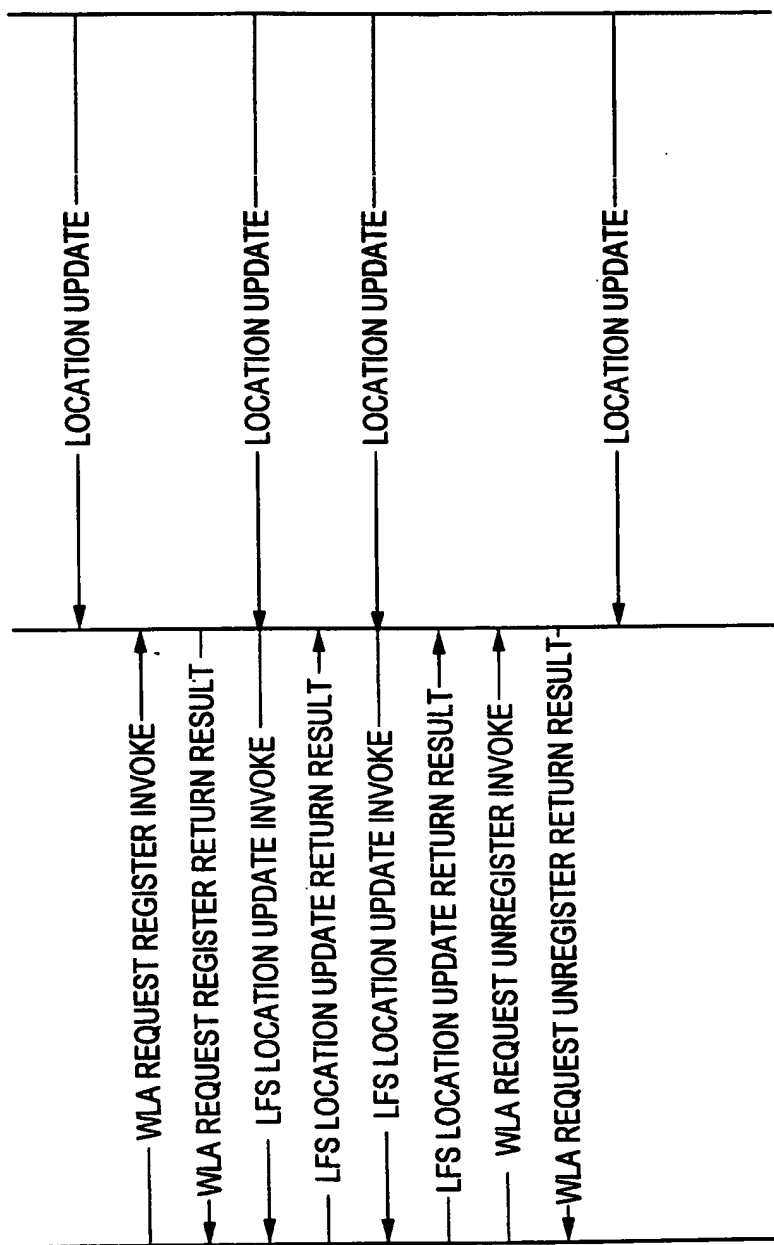 LOCATION UPDATE
WLA REQUEST REGISTER INVOKE
WLA REQUEST REGISTER RETURN RESULT
LOCATION UPDATE
LFS LOCATION UPDATE INVOKE
LFS LOCATION UPDATE RETURN RESULT
LOCATION UPDATE
LFS LOCATION UPDATE INVOKE
LFS LOCATION UPDATE RETURN RESULT
WLA REQUEST UNREGISTER INVOKE
WLA REQUEST UNREGISTER RETURN RESULT
LOCATION UPDATE